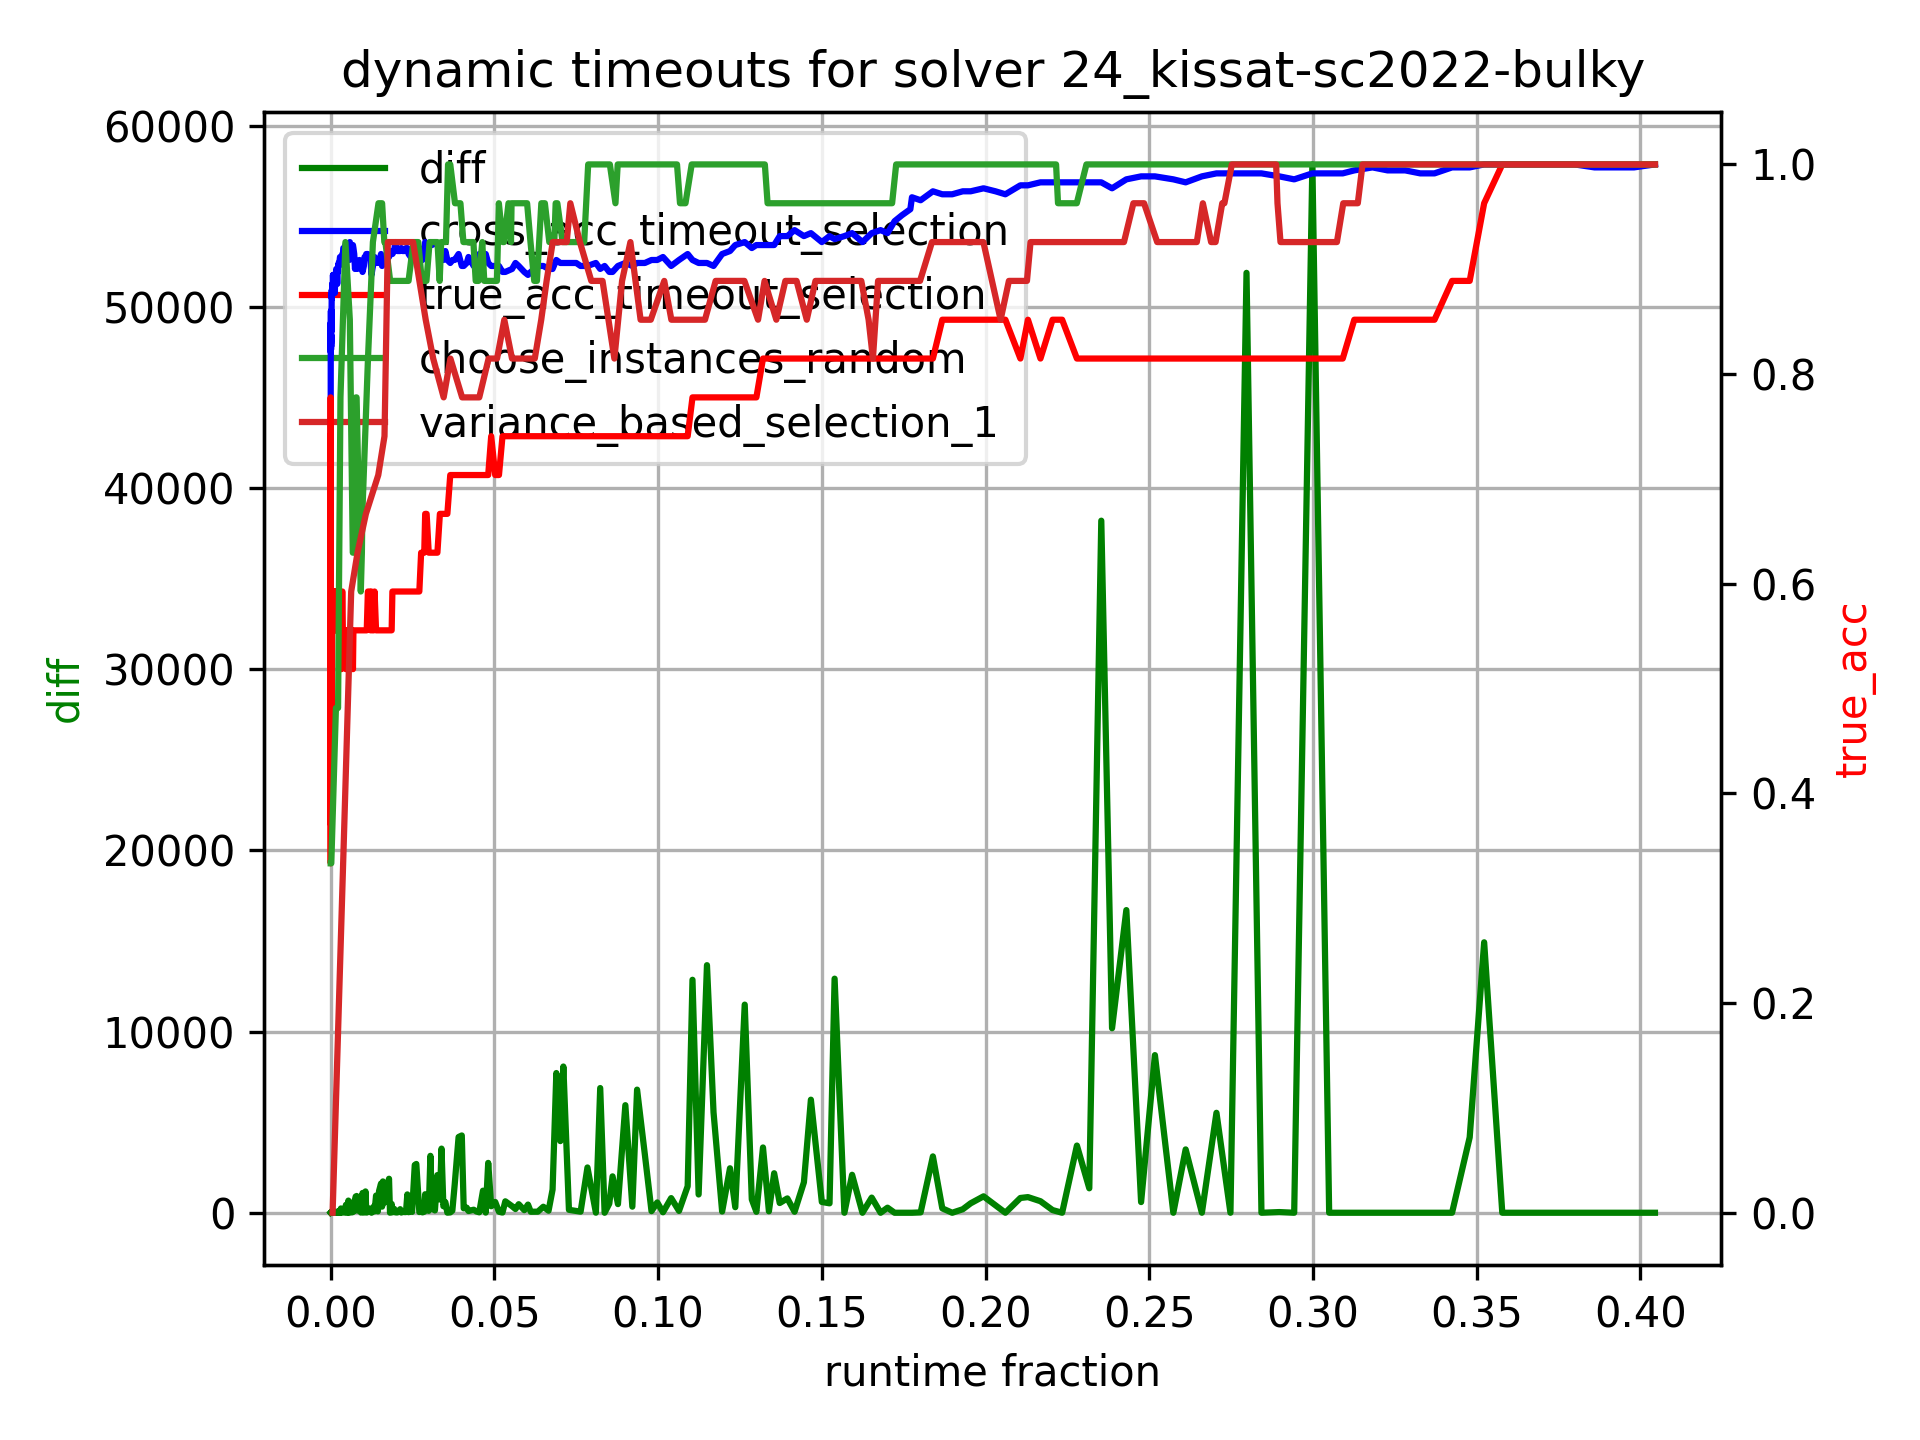 dynamic timeouts for solver 24_kissat-sc2022-bulky
60000
50000
40000
30000
20000
10000
0
diff
diff
cross_acc_timeout_selection
true_acc_timeout_selection
choose_instances_random
variance_based_selection_1
1.0
0.8
0.6
0.4
0.2
0.0
true_acc
0.00 0.05 0.10 0.15 0.20 0.25 0.30 0.35 0.40
runtime fraction